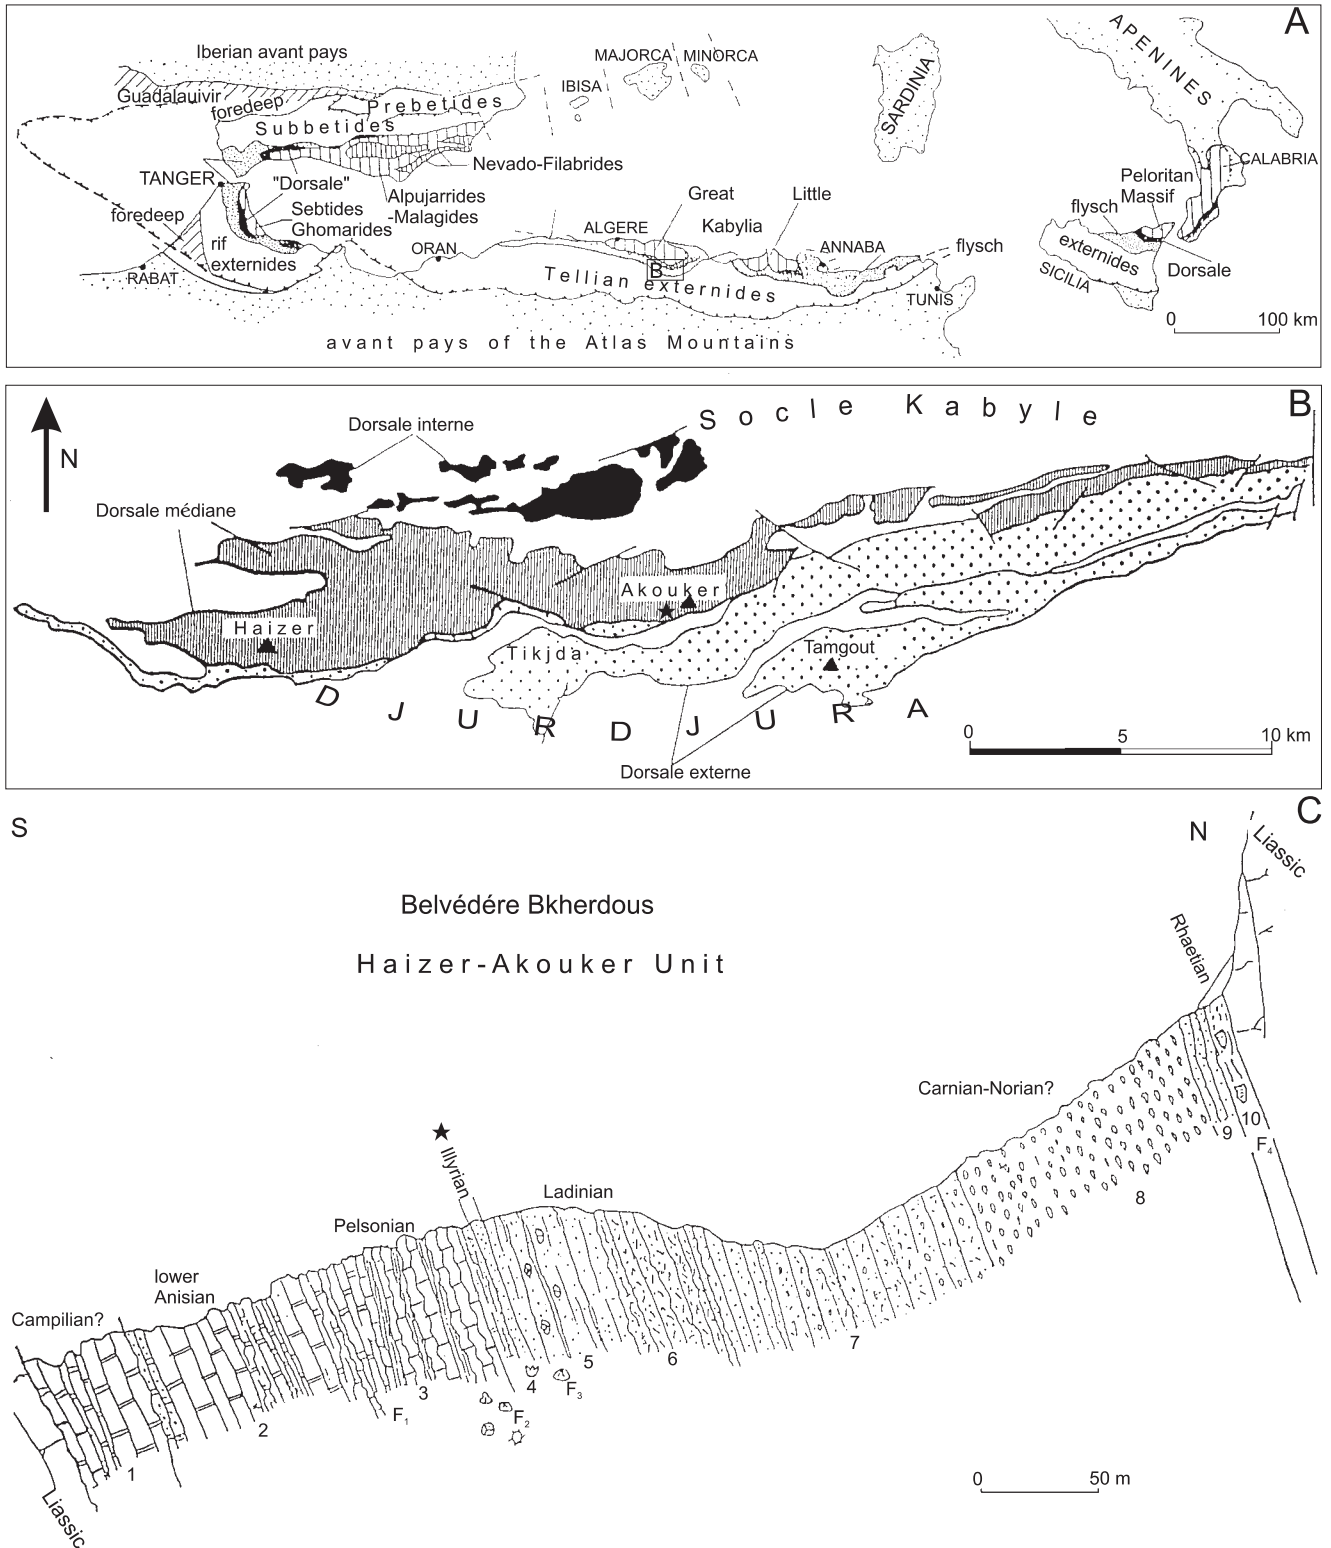 A
Iberian avant pays
MAJORCA
MINORCA
IBISA
SARDINIA
APENINES
Guadalauivir
foredeep
Prebetides
Subbetides
Nevado-Filabrides
TANGER
"Dorsale"
Alpujarrides
-Malagides
Sebtides
Ghomarides
foredeep
rif
externides
RABAT
ORAN
ALGERE
Great
Little
Kabylia
ANNABA
flysch
B
Tellian externides
TUNIS
avant pays of the Atlas Mountains
CALABRIA
Peloritan
Massif
flysch
externides
SICILIA
Dorsale
0 100 km
B
N
Socle Kabyle
Dorsale interne
Dorsale médiane
Akouker
Haizer
Tikjda
Tamgout
DJURDJURA
Dorsale externe
0 5 10 km
C
S
N
Liassic
Belvédére Bkherdous
Haizer-Akouker Unit
Rhaetian
Carnian-Norian?
Illyrian
Ladinian
Pelsonian
lower
Anisian
Campilian?
9 10
F4
8
7
6
5
4
F3
3
F1
F2
2
1
Liassic
0 50 m